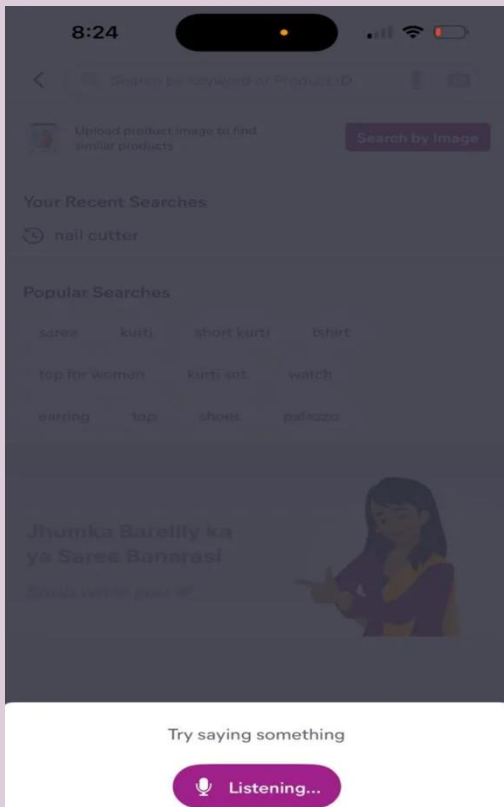 8:24
Search by Keyword or Product ID
Upload product image to find
similar products
Search by Image
Your Recent Searches
nail cutter
Popular Searches
saree kurti short kurti tshirt
top for women kurti set watch
earring top shoes palazzo
Jhumka Bareilly ka
ya Saree Banarasi
Try saying something
Listening...